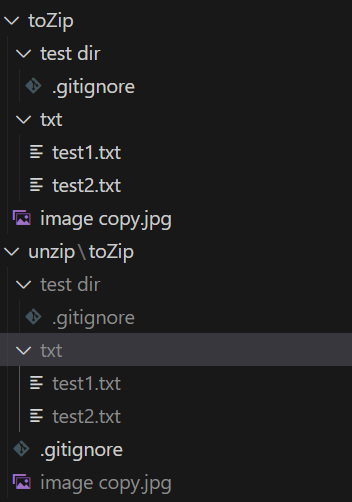 toZip
test dir
.gitignore
txt
test1.txt
test2.txt
image copy.jpg
unzip\toZip
test dir
.gitignore
txt
test1.txt
test2.txt
.gitignore
image copy.jpg